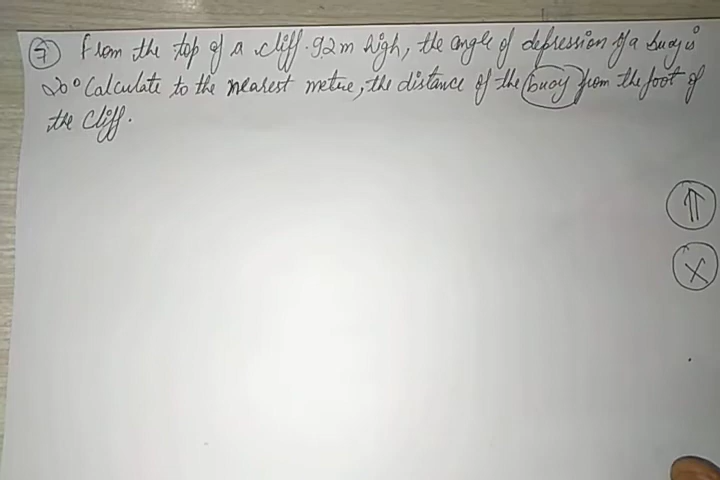 7 From the top of a cliff. 92m high, the angle of depression of a buoy is
20° Calculate to the nearest metre, the distance of the buoy from the foot of
the Cliff.
X